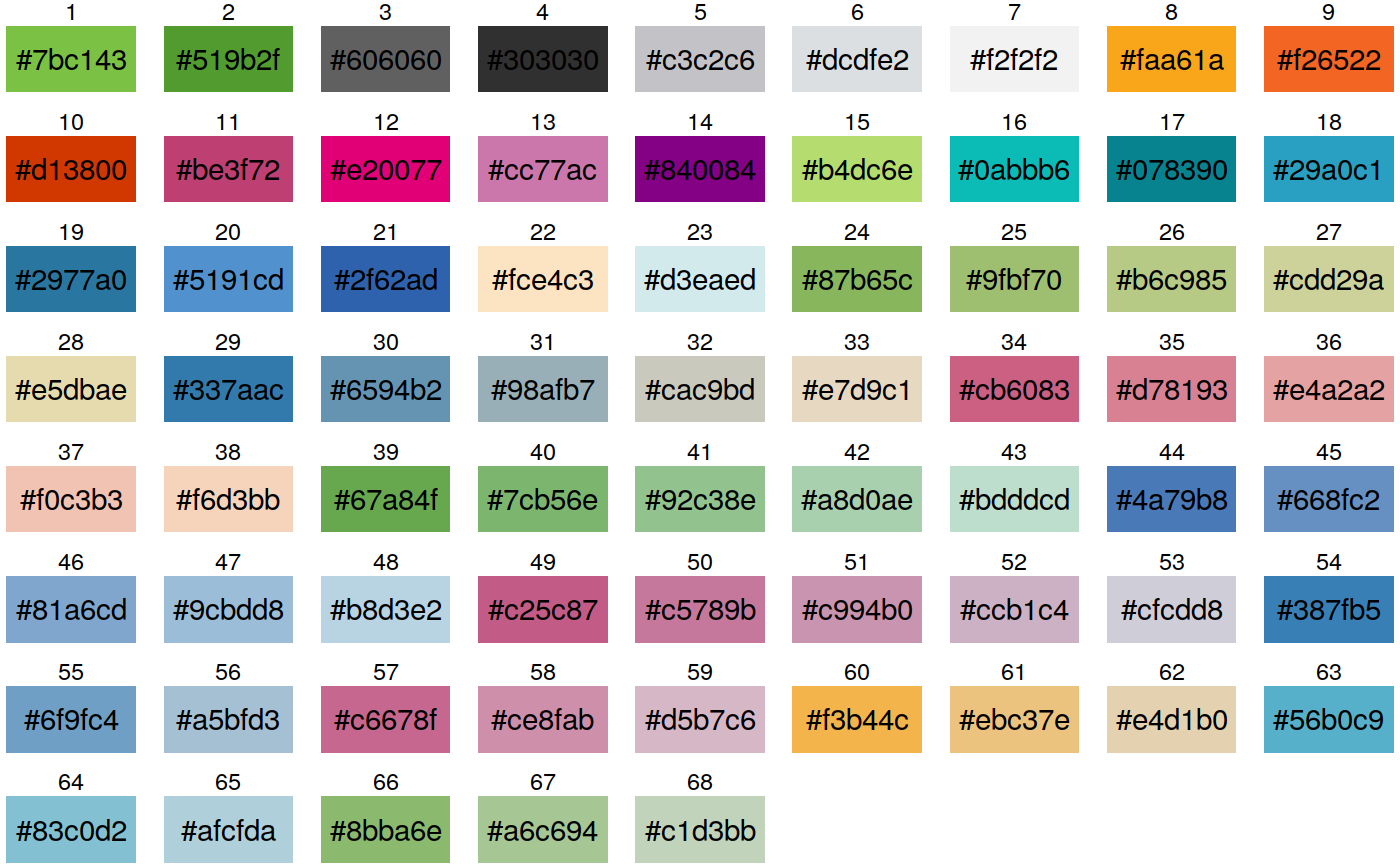 1 2 3 4 5 6 7 8 9
#7bc143 #519b2f #606060 #303030 #c3c2c6 #dcdfe2 #f2f2f2 #faa61a #f26522
10 11 12 13 14 15 16 17 18
#d13800 #be3f72 #e20077 #cc77ac #840084 #b4dc6e #0abbb6 #078390 #29a0c1
19 20 21 22 23 24 25 26 27
#2977a0 #5191cd #2f62ad #fce4c3 #d3eaed #87b65c #9fbf70 #b6c985 #cdd29a
28 29 30 31 32 33 34 35 36
#e5dbae #337aac #6594b2 #98afb7 #cac9bd #e7d9c1 #cb6083 #d78193 #e4a2a2
37 38 39 40 41 42 43 44 45
#f0c3b3 #f6d3bb #67a84f #7cb56e #92c38e #a8d0ae #bdddcd #4a79b8 #668fc2
46 47 48 49 50 51 52 53 54
#81a6cd #9cbdd8 #b8d3e2 #c25c87 #c5789b #c994b0 #ccb1c4 #cfcdd8 #387fb5
55 56 57 58 59 60 61 62 63
#6f9fc4 #a5bfd3 #c6678f #ce8fab #d5b7c6 #f3b44c #ebc37e #e4d1b0 #56b0c9
64 65 66 67 68
#83c0d2 #afcfda #8bba6e #a6c694 #c1d3bb